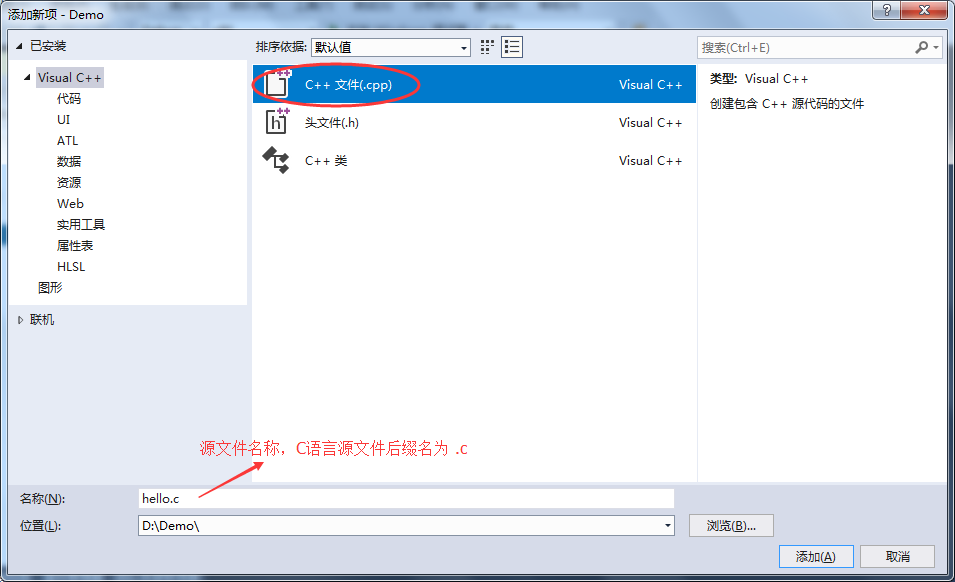 添加新项 - Demo
已安装
排序依据: 默认值
搜索(Ctrl+E)
Visual C++
代码
UI
ATL
数据
资源
Web
实用工具
属性表
HLSL
图形
联机
C++ 文件(.cpp) Visual C++
头文件(.h) Visual C++
C++ 类 Visual C++
类型: Visual C++
创建包含 C++ 源代码的文件
源文件名称，C语言源文件后缀名为 .c
名称(N): hello.c
位置(L): D:\Demo\
浏览(B)...
添加(A) 取消